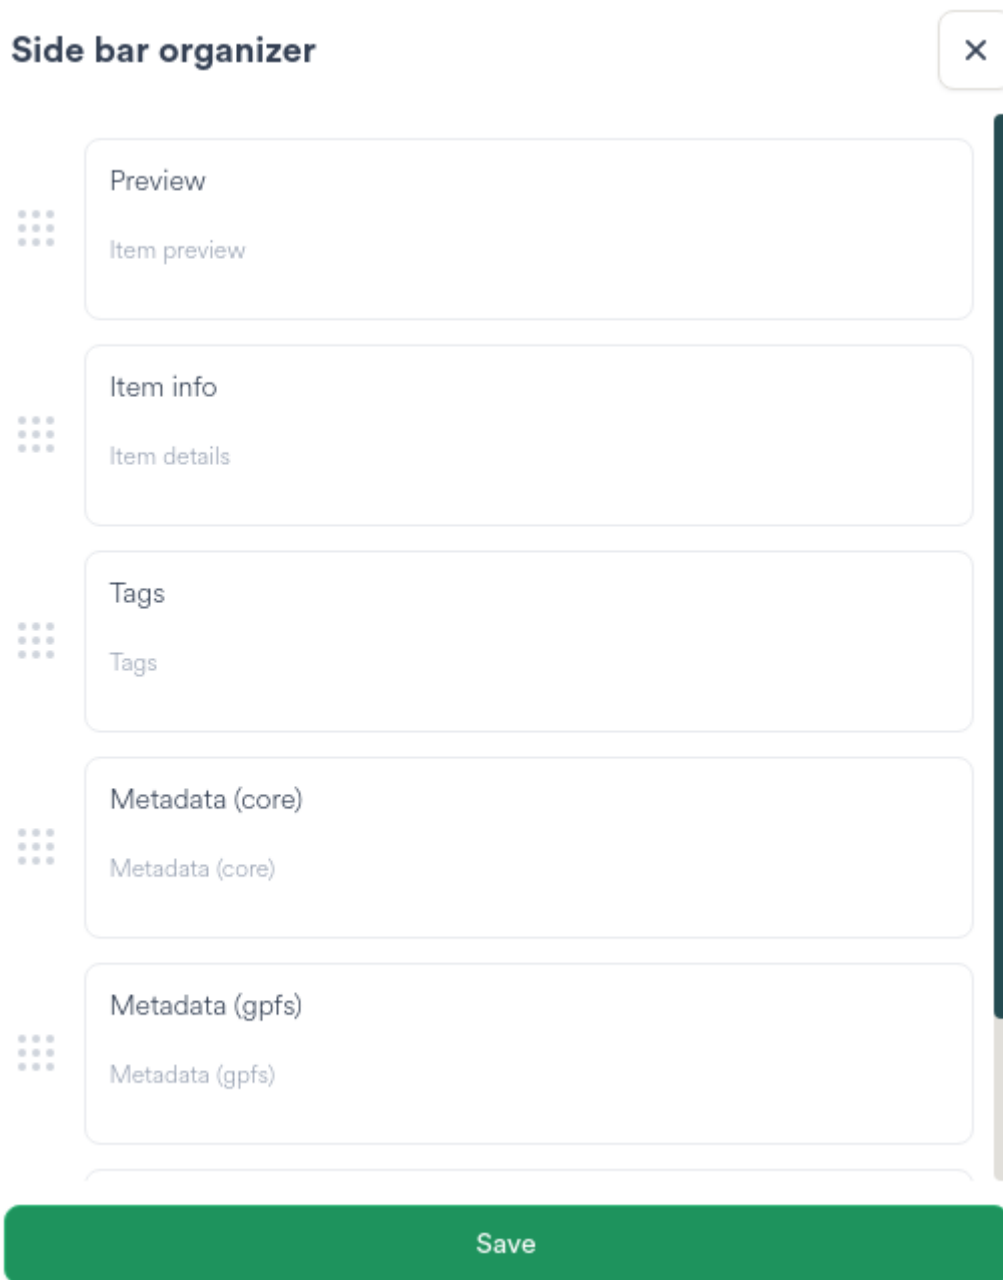 Side bar organizer
Preview
Item preview
Item info
Item details
Tags
Tags
Metadata (core)
Metadata (core)
Metadata (gpfs)
Metadata (gpfs)
Save